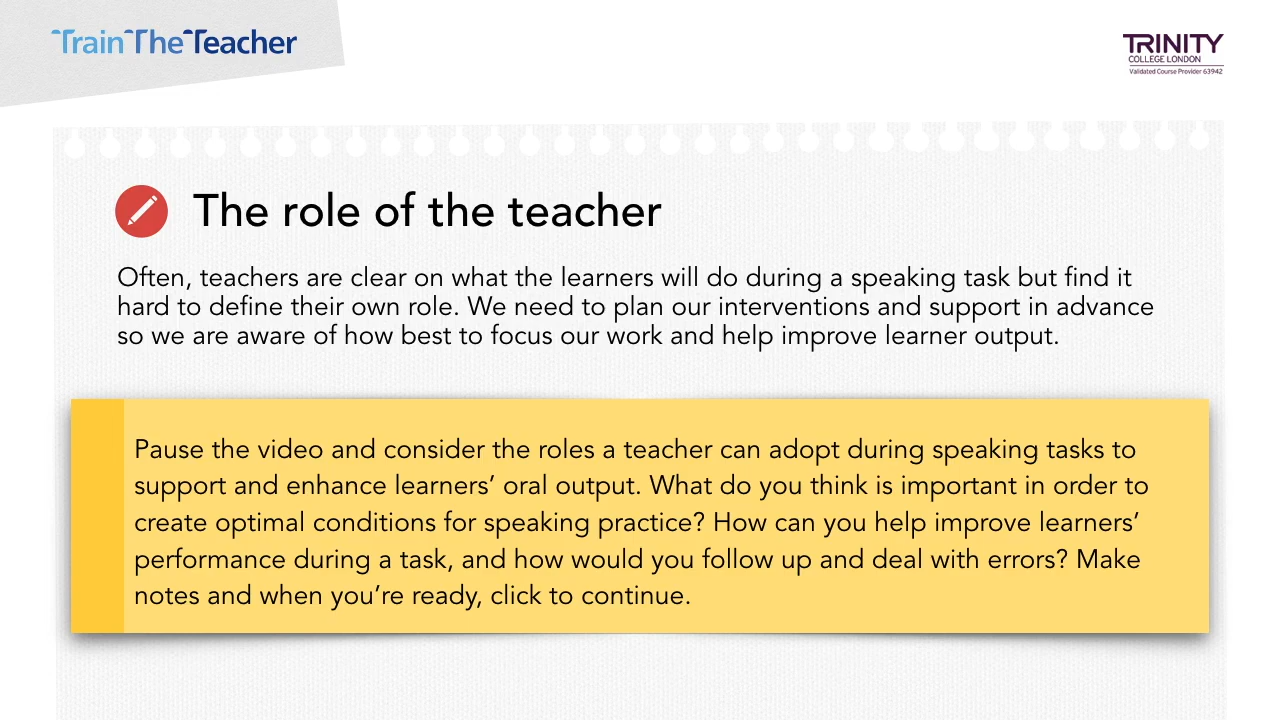 TrainTheTeacher
TRINITY
COLLEGE LONDON
Validated Course Provider 63942
The role of the teacher
Often, teachers are clear on what the learners will do during a speaking task but find it
hard to define their own role. We need to plan our interventions and support in advance
so we are aware of how best to focus our work and help improve learner output.
Pause the video and consider the roles a teacher can adopt during speaking tasks to
support and enhance learners’ oral output. What do you think is important in order to
create optimal conditions for speaking practice? How can you help improve learners’
performance during a task, and how would you follow up and deal with errors? Make
notes and when you’re ready, click to continue.